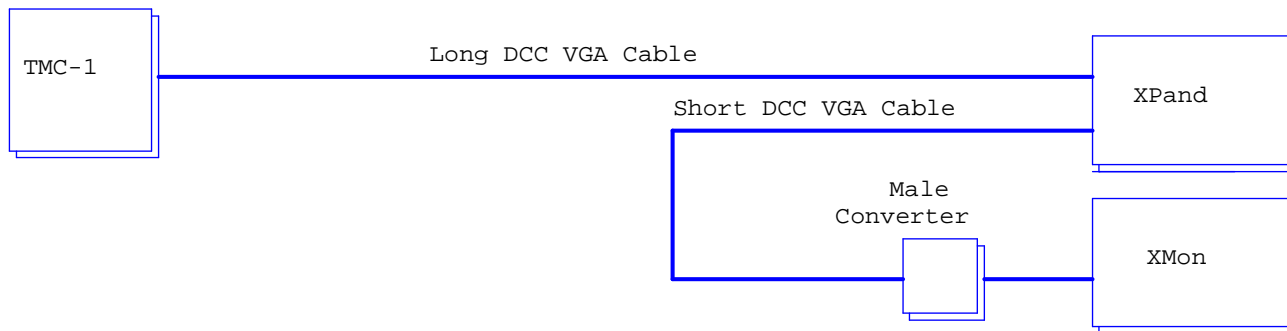 TMC-1
Long DCC VGA Cable
XPand
Short DCC VGA Cable
Male
Converter
XMon